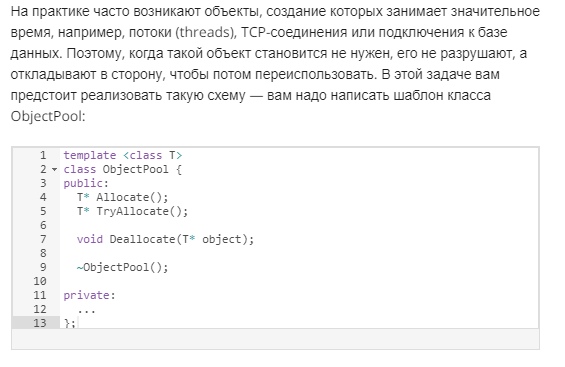 На практике часто возникают объекты, создание которых занимает значительное
время, например, потоки (threads), TCP-соединения или подключения к базе
данных. Поэтому, когда такой объект становится не нужен, его не разрушают, а
откладывают в сторону, чтобы потом переиспользовать. В этой задаче вам
предстоит реализовать такую схему — вам надо написать шаблон класса
ObjectPool:
1 template <class T>
2 class ObjectPool {
3 public:
4 T* Allocate();
5 T* TryAllocate();
6
7 void Deallocate(T* object);
8
9 ~ObjectPool();
10
11 private:
12 ...
13 };